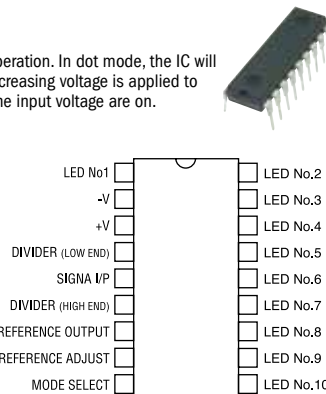 peration. In dot mode, the IC will
creasing voltage is applied to
ne input voltage are on.
LED No1
-V
+V
DIVIDER (LOW END)
SIGNA I/P
DIVIDER (HIGH END)
REFERENCE OUTPUT
REFERENCE ADJUST
MODE SELECT
LED No.2
LED No.3
LED No.4
LED No.5
LED No.6
LED No.7
LED No.8
LED No.9
LED No.10